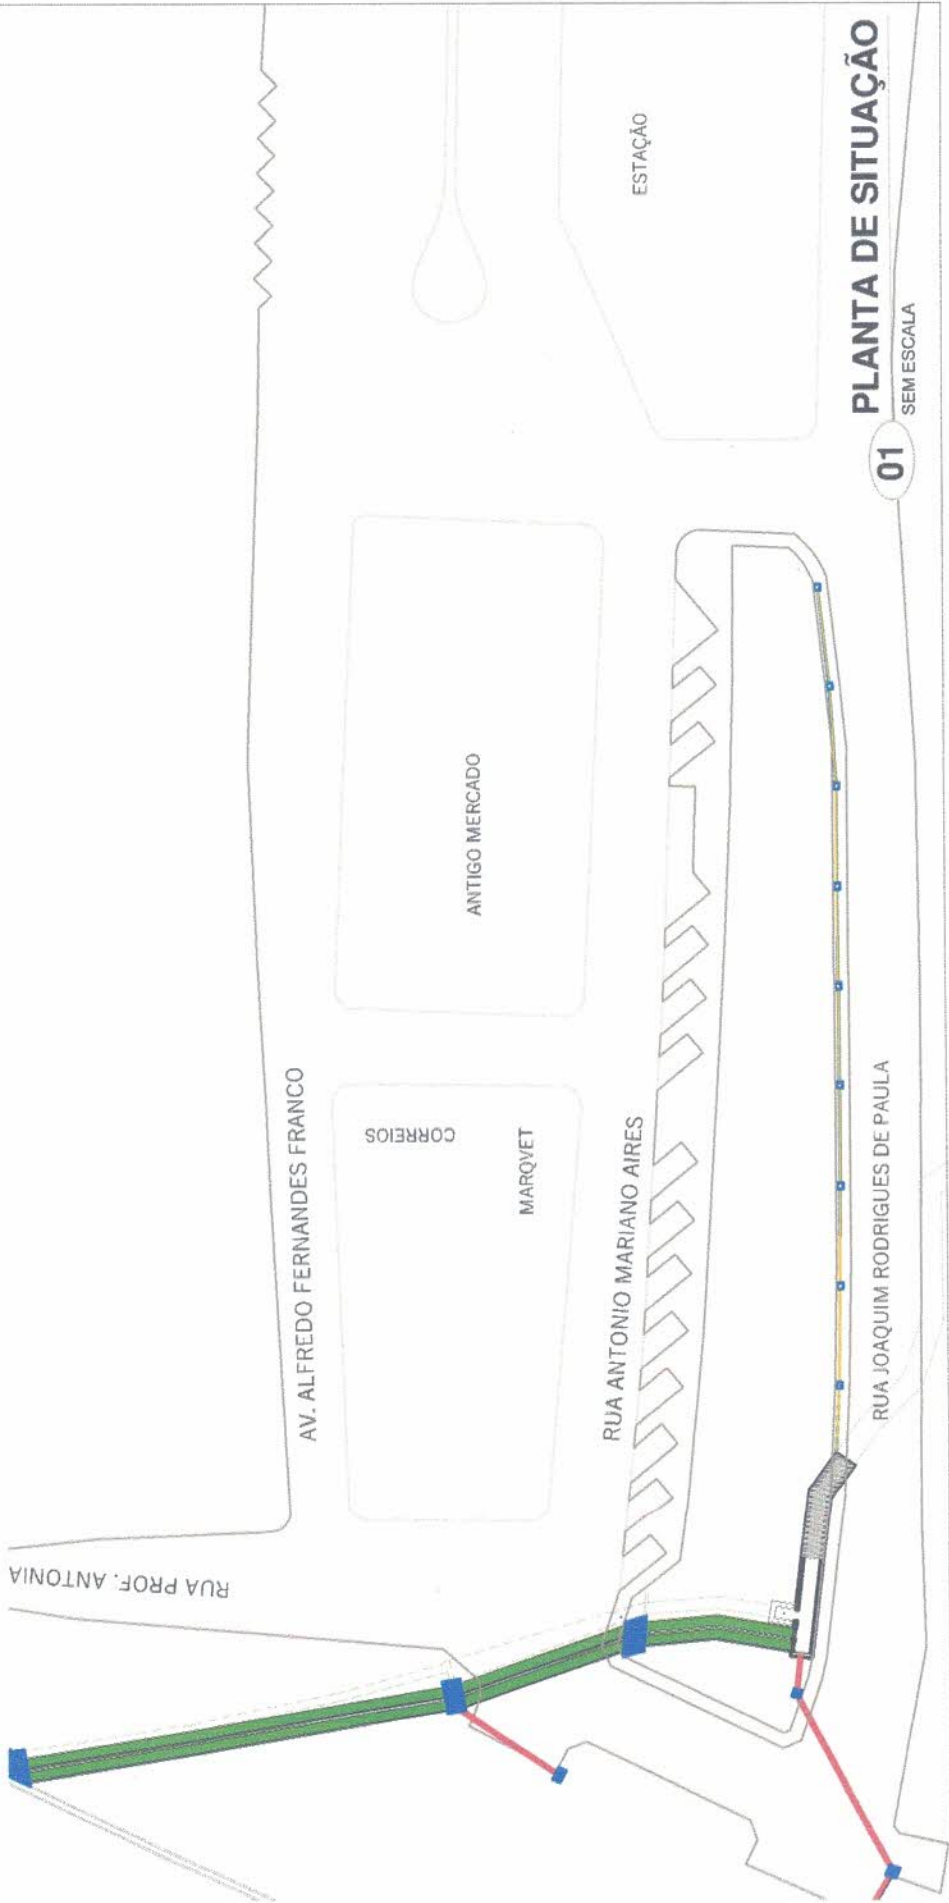 RUA PROF. ANTONIA
AV. ALFREDO FERNANDES FRANCO
CORREIOS
MARQVET
ANTIGO MERCADO
ESTAÇÃO
RUA ANTONIO MARIANO AIRES
RUA JOAQUIM RODRIGUES DE PAULA
01
PLANTA DE SITUAÇÃO
SEM ESCALA